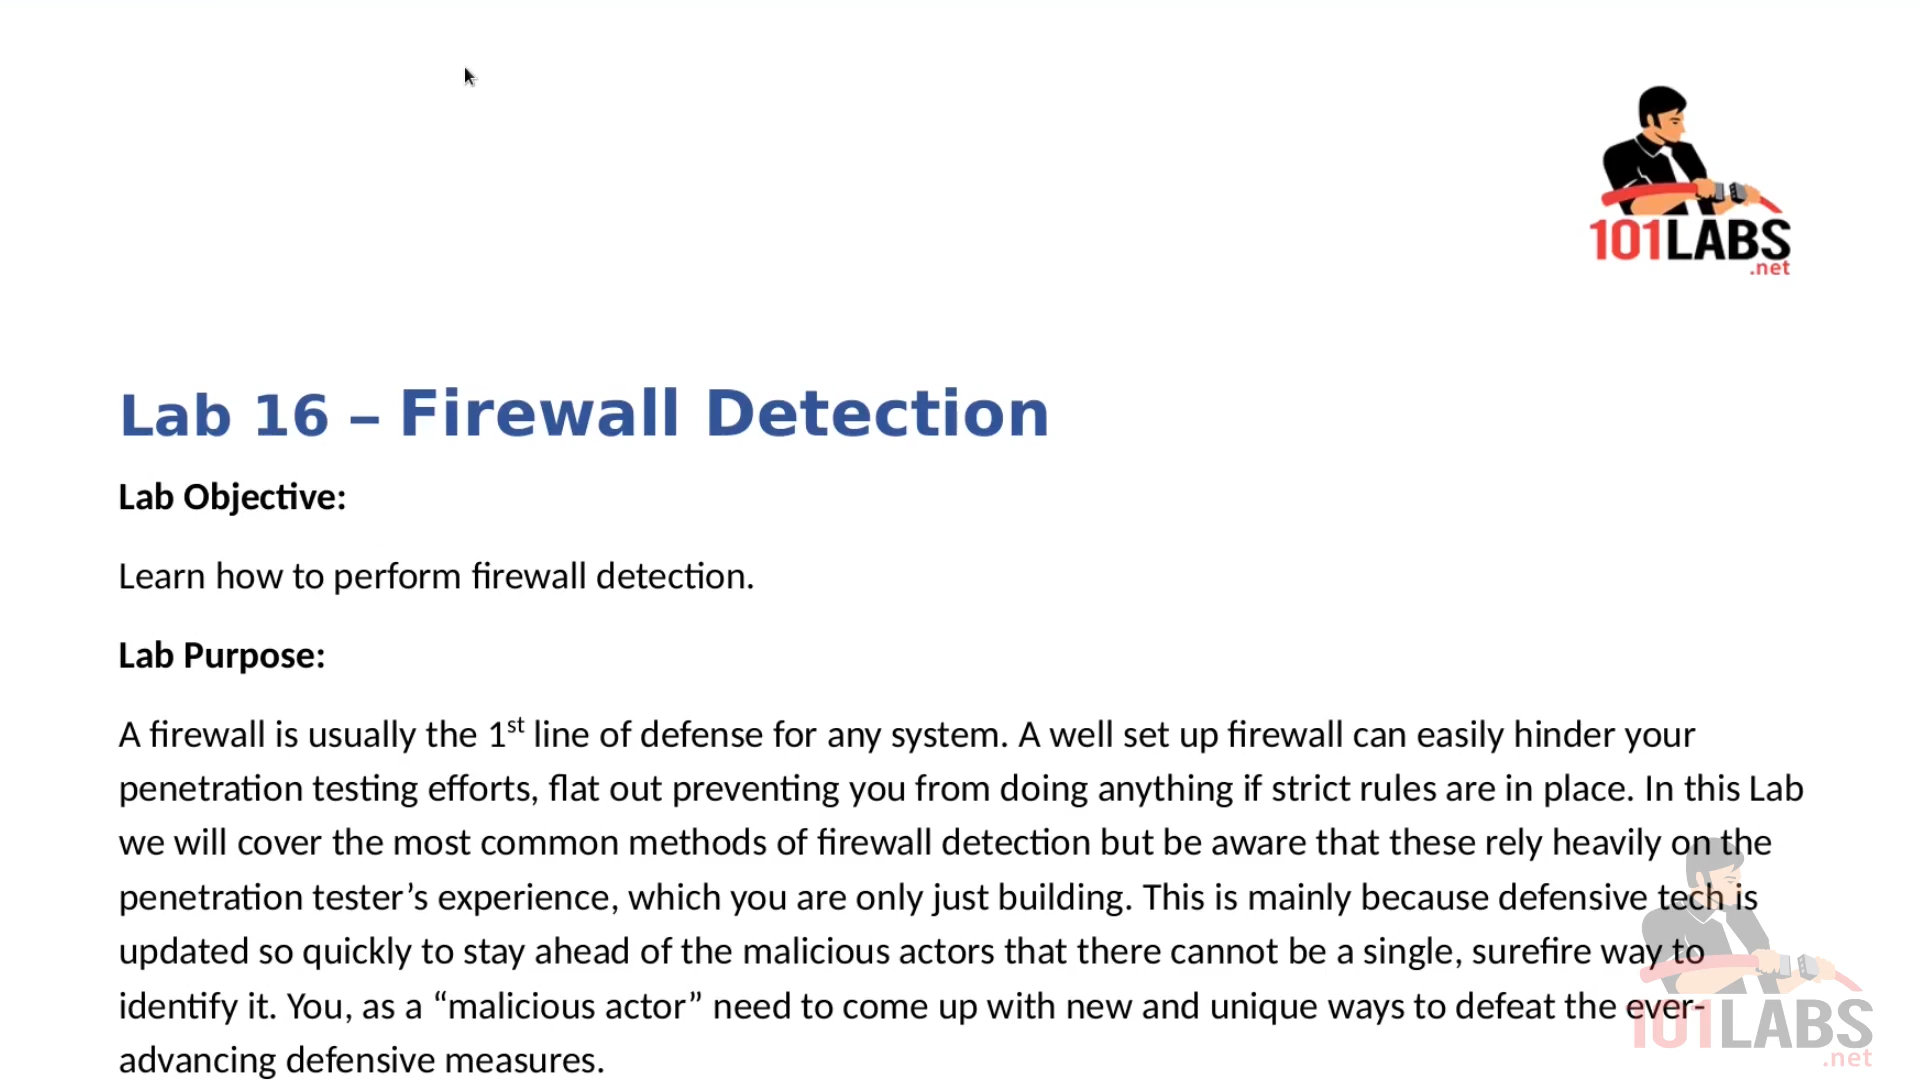 101LABS
.net
Lab 16 – Firewall Detection
Lab Objective:
Learn how to perform firewall detection.
Lab Purpose:
A firewall is usually the 1st line of defense for any system. A well set up firewall can easily hinder your
penetration testing efforts, flat out preventing you from doing anything if strict rules are in place. In this Lab
we will cover the most common methods of firewall detection but be aware that these rely heavily on the
penetration tester’s experience, which you are only just building. This is mainly because defensive tech is
updated so quickly to stay ahead of the malicious actors that there cannot be a single, surefire way to
identify it. You, as a “malicious actor” need to come up with new and unique ways to defeat the ever-
advancing defensive measures.
101LABS
.net